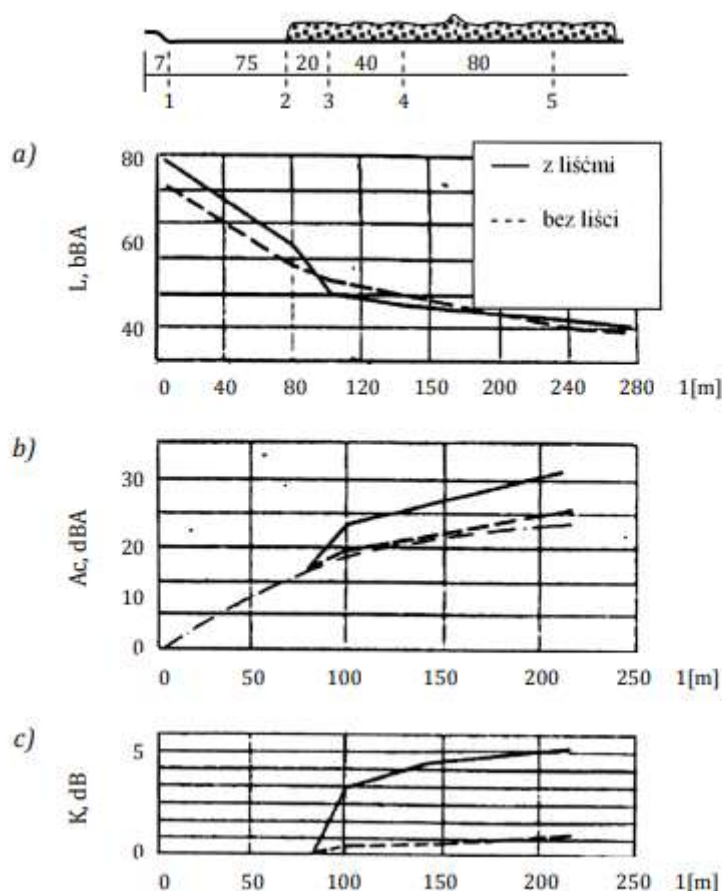 7 75 20 40 80
1 2 3 4 5
a)
80
60
40
L, bBA
z liśćmi
bez liści
0 40 80 120 160 200 240 280 1[m]
b)
30
20
10
0
Ac, dBA
0 50 100 150 200 250 1[m]
c)
5
0
K, dB
0 50 100 150 200 250 1[m]